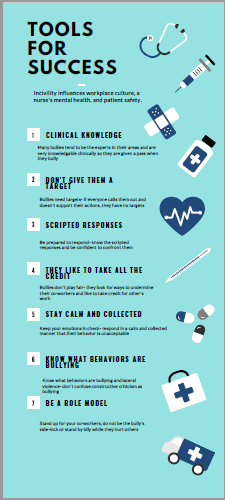 TOOLS
FOR
SUCCESS
Incivility influences workplace culture, a
nurse's mental health, and patient safety.
1 CLINICAL KNOWLEDGE
Many bullies tend to be the experts in their areas and are
very knowledgable clinically so they are given a pass when
they bully
2 DON'T GIVE THEM A
TARGET
Bullies need targets- if everyone calls them out and
doesn't support their actions, they have no targets
3 SCRIPTED RESPONSES
Be prepared to respond- know the scripted
responses and be confident to confront them
4 THEY LIKE TO TAKE ALL THE
CREDIT
Bullies don't play fair- they look for ways to undermine
their co-workers and like to take credit for other's
work
5 STAY CALM AND COLLECTED
Keep your emotions in check- respond in a calm and collected
manner that their behavior is unacceptable
6 KNOW WHAT BEHAVIORS ARE
BULLYING
Know what behaviors are bullying and lateral
violence- don't confuse constructive criticism as
bullying
7 BE A ROLE MODEL
Stand up for your co-workers, do not be the bully's
side-kick or stand by idly while they hurt others